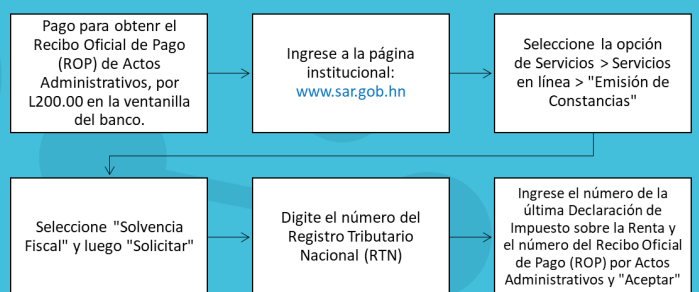 Pago para obtenr el
Recibo Oficial de Pago
(ROP) de Actos
Administrativos, por
L200.00 en la ventanilla
del banco.
Ingrese a la página
institucional:
www.sar.gob.hn
Seleccione la opción
de Servicios > Servicios
en línea > "Emisión de
Constancias"
Seleccione "Solvencia
Fiscal" y luego "Solicitar"
Digite el número del
Registro Tributario
Nacional (RTN)
Ingrese el número de la
última Declaración de
Impuesto sobre la Renta y
el número del Recibo Oficial
de Pago (ROP) por Actos
Administrativos y "Aceptar"